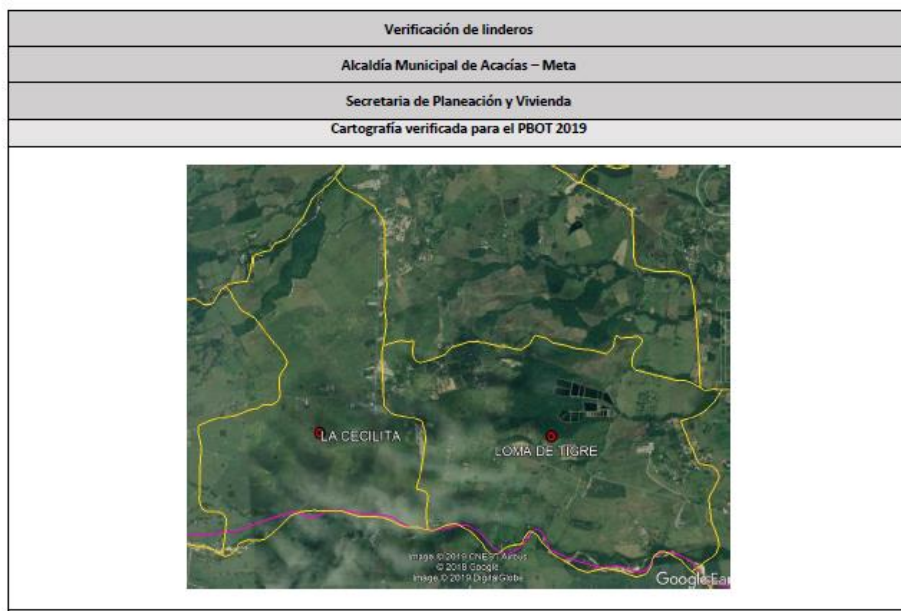 Verificación de linderos
Alcaldía Municipal de Acacías – Meta
Secretaria de Planeación y Vivienda
Cartografía verificada para el PBOT 2019
LA CECILITA
LOMA DE TIGRE
Image © 2019 CNES / Airbus
© 2018 Google
Image © 2019 DigitalGlobe
Google Ear